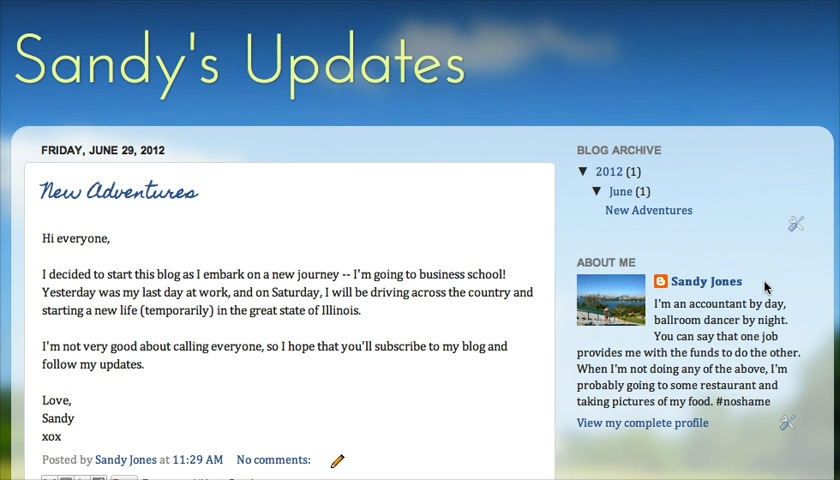 Sandy's Updates
FRIDAY, JUNE 29, 2012
New Adventures
Hi everyone,
I decided to start this blog as I embark on a new journey -- I'm going to business school!
Yesterday was my last day at work, and on Saturday, I will be driving across the country and
starting a new life (temporarily) in the great state of Illinois.
I'm not very good about calling everyone, so I hope that you'll subscribe to my blog and
follow my updates.
Love,
Sandy
xox
Posted by Sandy Jones at 11:29 AM No comments:
BLOG ARCHIVE
▼ 2012 (1)
▼ June (1)
New Adventures
ABOUT ME
Sandy Jones
I'm an accountant by day,
ballroom dancer by night.
You can say that one job
provides me with the funds to do the other.
When I'm not doing any of the above, I'm
probably going to some restaurant and
taking pictures of my food. #noshame
View my complete profile